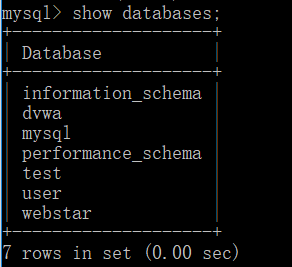 mysql> show databases;
+--------------------+
| Database           |
+--------------------+
| information_schema |
| dvwa               |
| mysql              |
| performance_schema |
| test               |
| user               |
| webstar            |
+--------------------+
7 rows in set (0.00 sec)